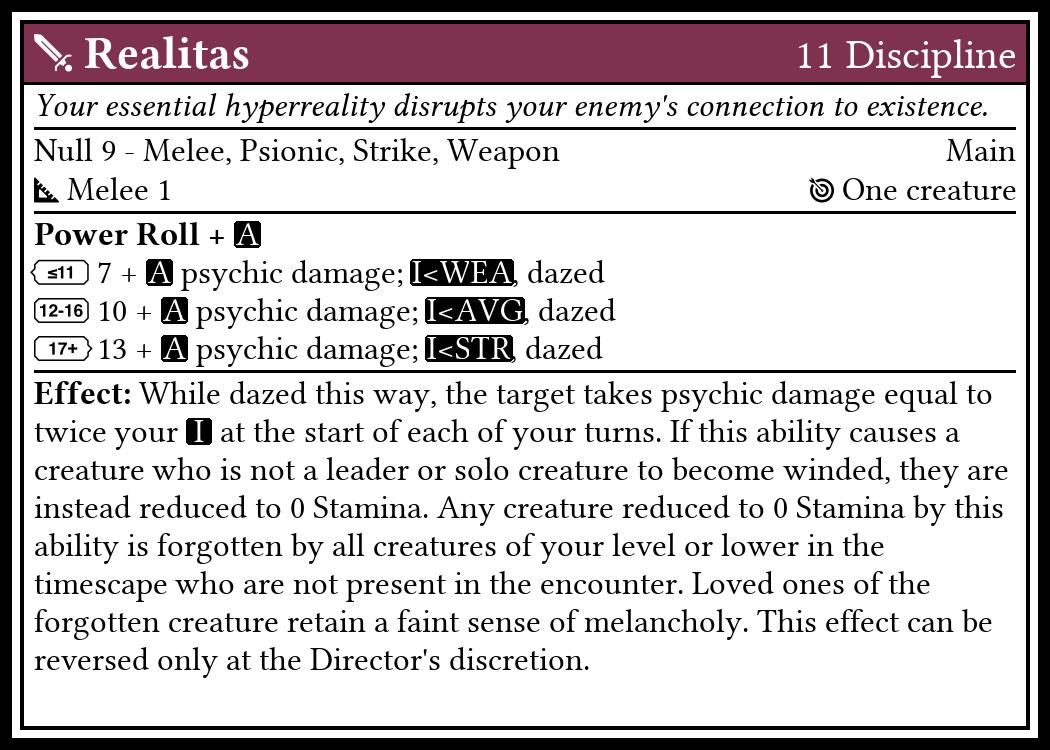 Realitas 11 Discipline
Your essential hyperreality disrupts your enemy's connection to existence.
Null 9 - Melee, Psionic, Strike, Weapon Main
Melee 1 One creature
Power Roll + A
≤11 7 + A psychic damage; I<WEA, dazed
12-16 10 + A psychic damage; I<AVG, dazed
17+ 13 + A psychic damage; I<STR, dazed
Effect: While dazed this way, the target takes psychic damage equal to
twice your I at the start of each of your turns. If this ability causes a
creature who is not a leader or solo creature to become winded, they are
instead reduced to 0 Stamina. Any creature reduced to 0 Stamina by this
ability is forgotten by all creatures of your level or lower in the
timescape who are not present in the encounter. Loved ones of the
forgotten creature retain a faint sense of melancholy. This effect can be
reversed only at the Director's discretion.